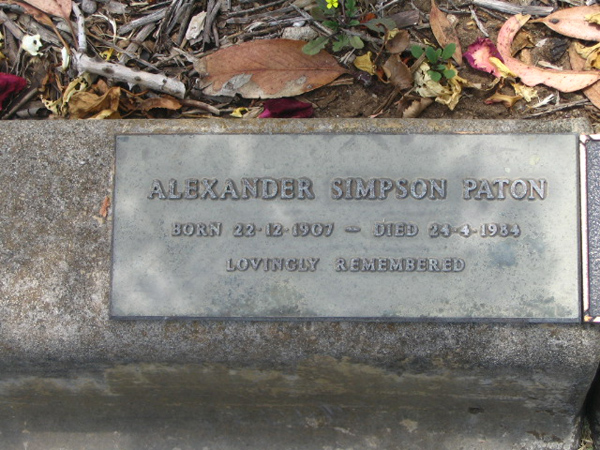 ALEXANDER SIMPSON PATON
BORN 22-12-1907 - DIED 24-4-1984
LOVINGLY REMEMBERED